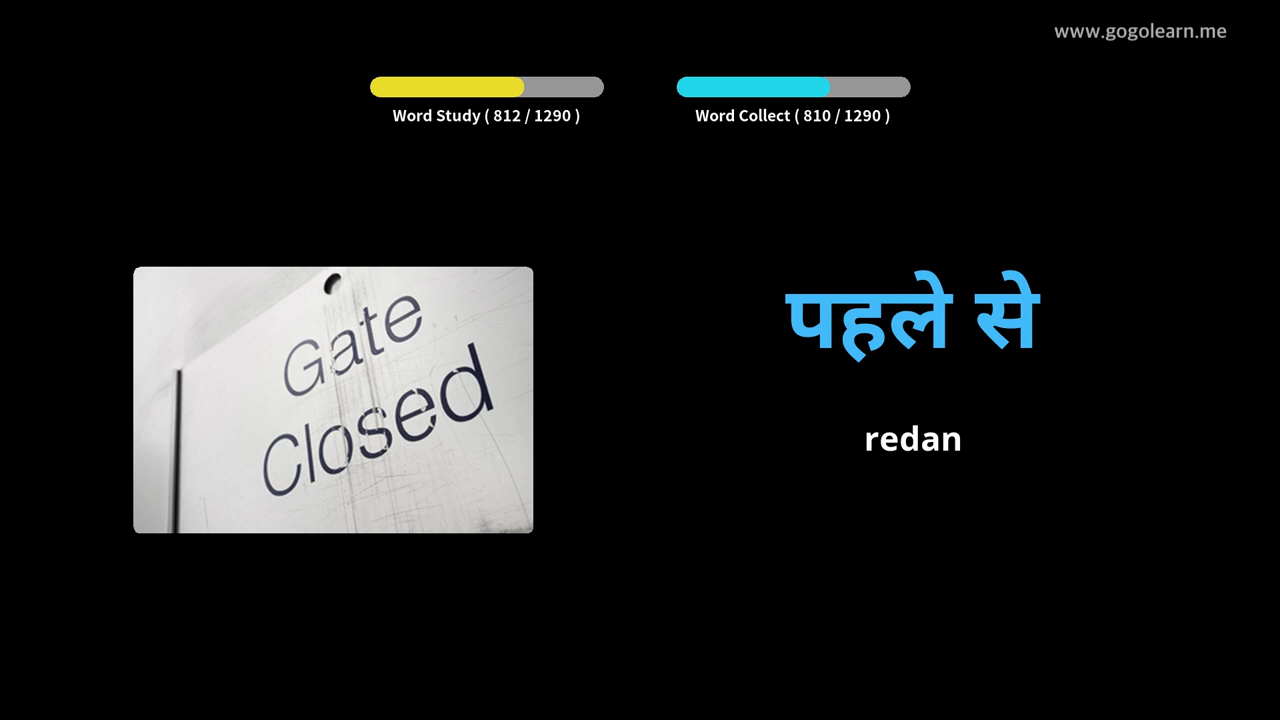 www.gogolearn.me
Word Study ( 812 / 1290 )
Word Collect ( 810 / 1290 )
Gate
Closed
पहले से
redan